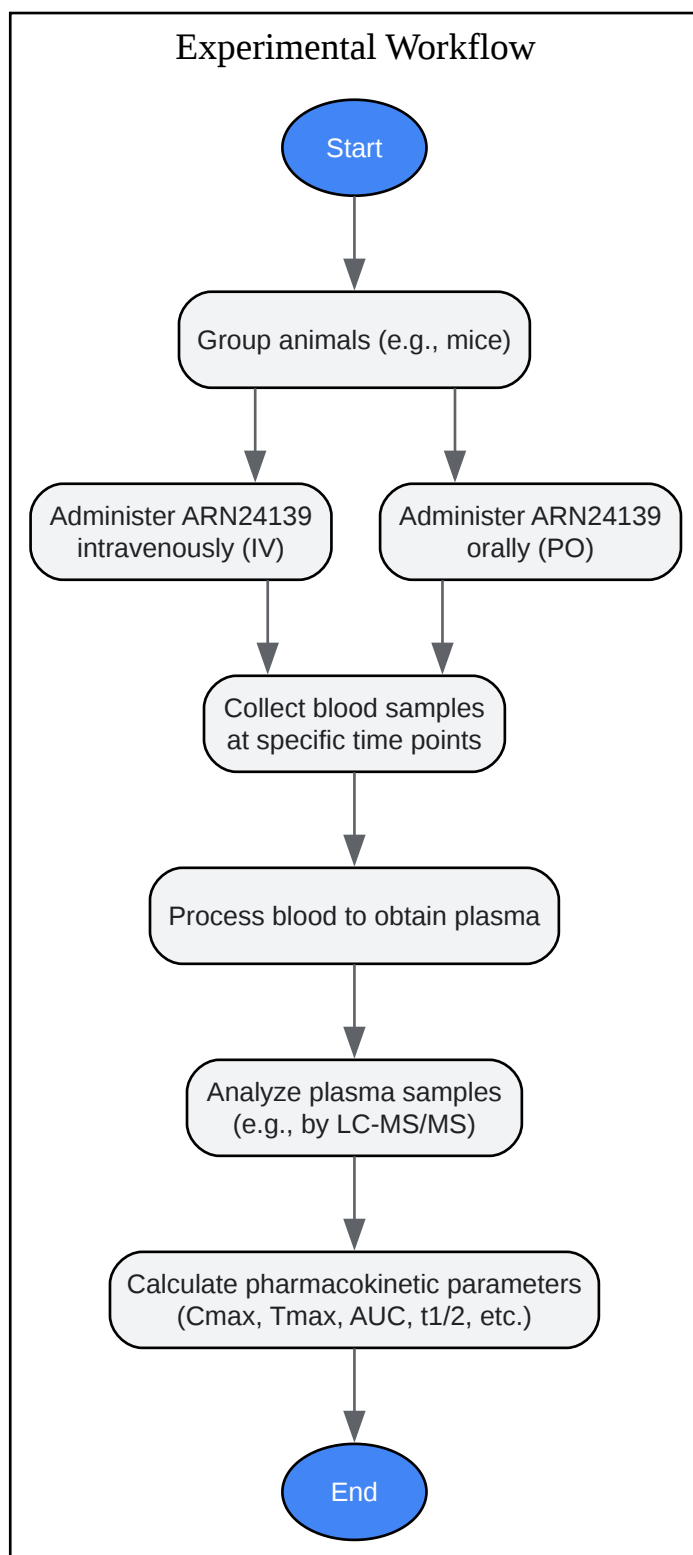 Experimental Workflow
Start
Group animals (e.g., mice)
Administer ARN24139
intravenously (IV)
Administer ARN24139
orally (PO)
Collect blood samples
at specific time points
Process blood to obtain plasma
Analyze plasma samples
(e.g., by LC-MS/MS)
Calculate pharmacokinetic parameters
(Cmax, Tmax, AUC, t1/2, etc.)
End